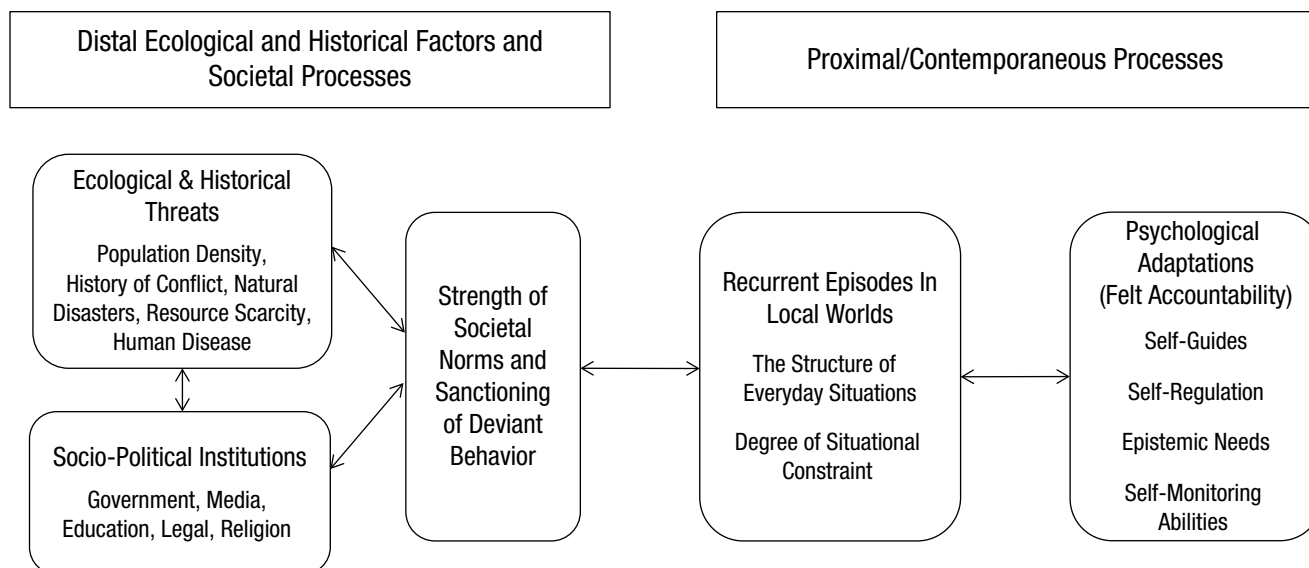 Distal Ecological and Historical Factors and
Societal Processes
Proximal/Contemporaneous Processes
Ecological & Historical
Threats
Population Density,
History of Conflict, Natural
Disasters, Resource Scarcity,
Human Disease
Socio-Political Institutions
Government, Media,
Education, Legal, Religion
Strength of
Societal
Norms and
Sanctioning
of Deviant
Behavior
Recurrent Episodes In
Local Worlds
The Structure of
Everyday Situations
Degree of Situational
Constraint
Psychological
Adaptations
(Felt Accountability)
Self-Guides
Self-Regulation
Epistemic Needs
Self-Monitoring
Abilities